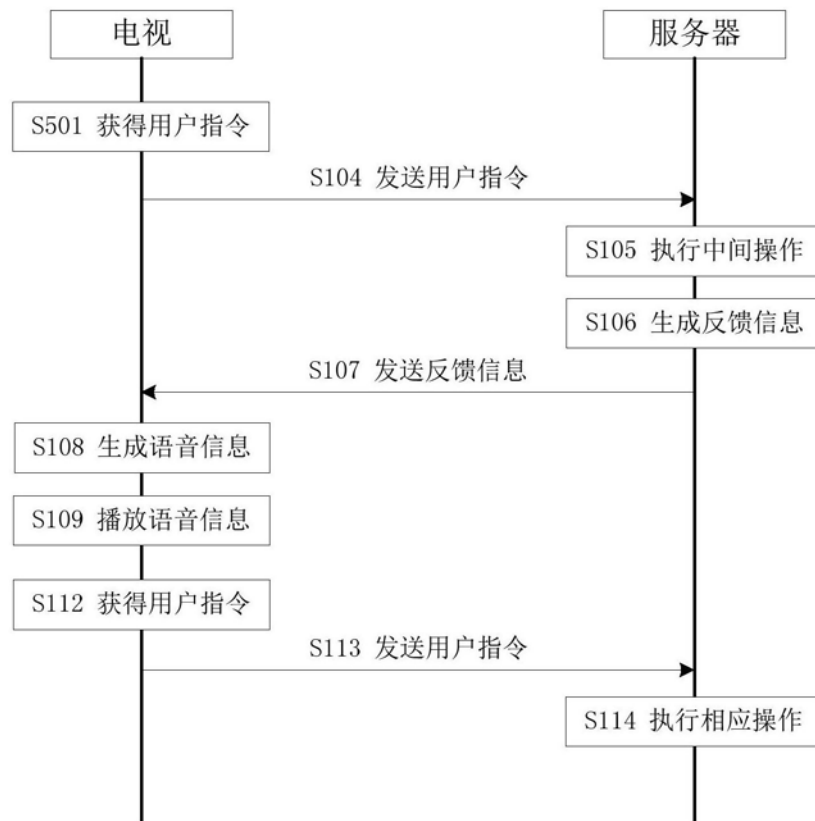 电视
服务器
S501 获得用户指令
S104 发送用户指令
S105 执行中间操作
S106 生成反馈信息
S107 发送反馈信息
S108 生成语音信息
S109 播放语音信息
S112 获得用户指令
S113 发送用户指令
S114 执行相应操作